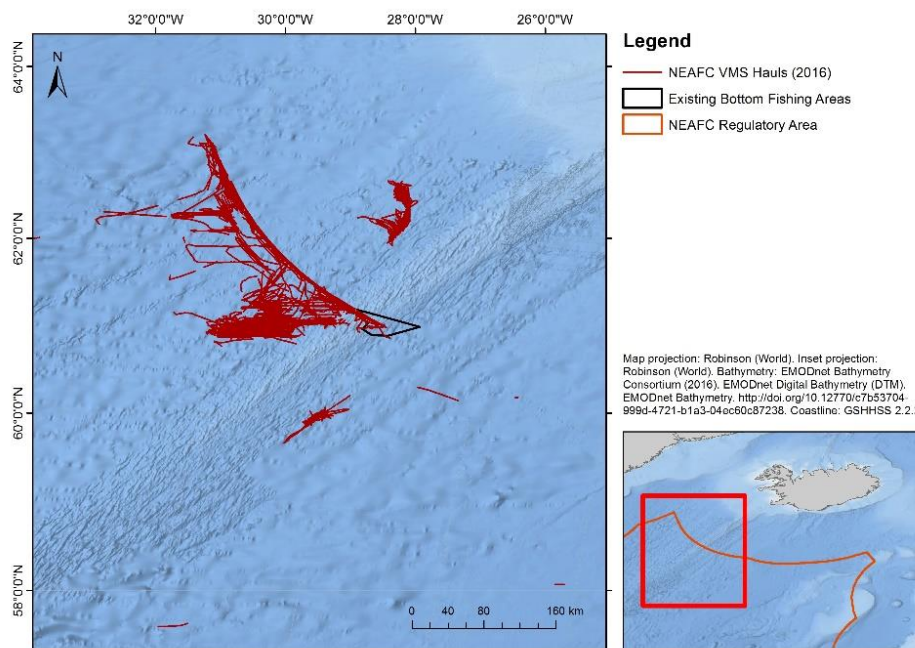 32°0'0"W 30°0'0"W 28°0'0"W 26°0'0"W
64°0'0"N
62°0'0"N
60°0'0"N
58°0'0"N
N
0 40 80 160 km
Legend
NEAFC VMS Hauls (2016)
Existing Bottom Fishing Areas
NEAFC Regulatory Area
Map projection: Robinson (World). Inset projection:
Robinson (World). Bathymetry: EMODnet Bathymetry
Consortium (2016). EMODnet Digital Bathymetry (DTM).
EMODnet Bathymetry. http://doi.org/10.12770/c7b53704-
999d-4721-b1a3-04ec60c87238. Coastline: GSHHSS 2.2.